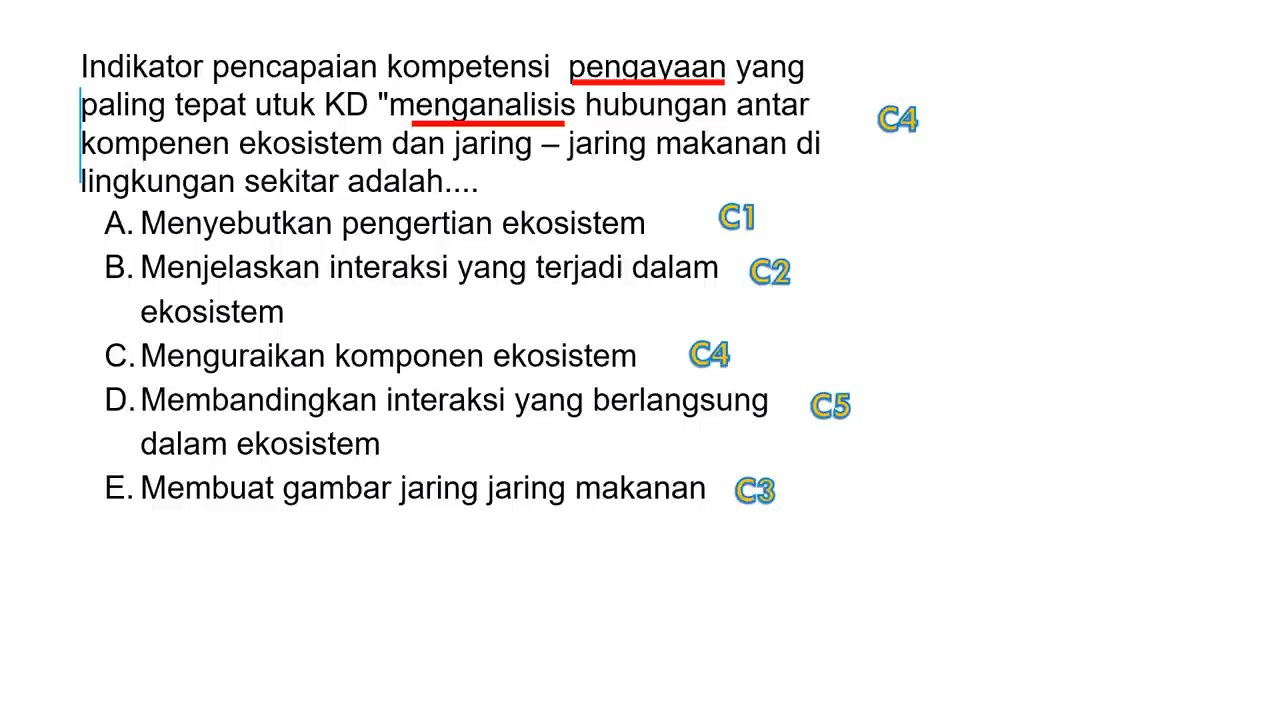 Indikator pencapaian kompetensi pengayaan yang
paling tepat utuk KD "menganalisis hubungan antar
C4
kompenen ekosistem dan jaring – jaring makanan di
lingkungan sekitar adalah....
A. Menyebutkan pengertian ekosistem C1
B. Menjelaskan interaksi yang terjadi dalam C2
ekosistem
C. Menguraikan komponen ekosistem C4
D. Membandingkan interaksi yang berlangsung C5
dalam ekosistem
E. Membuat gambar jaring jaring makanan C3